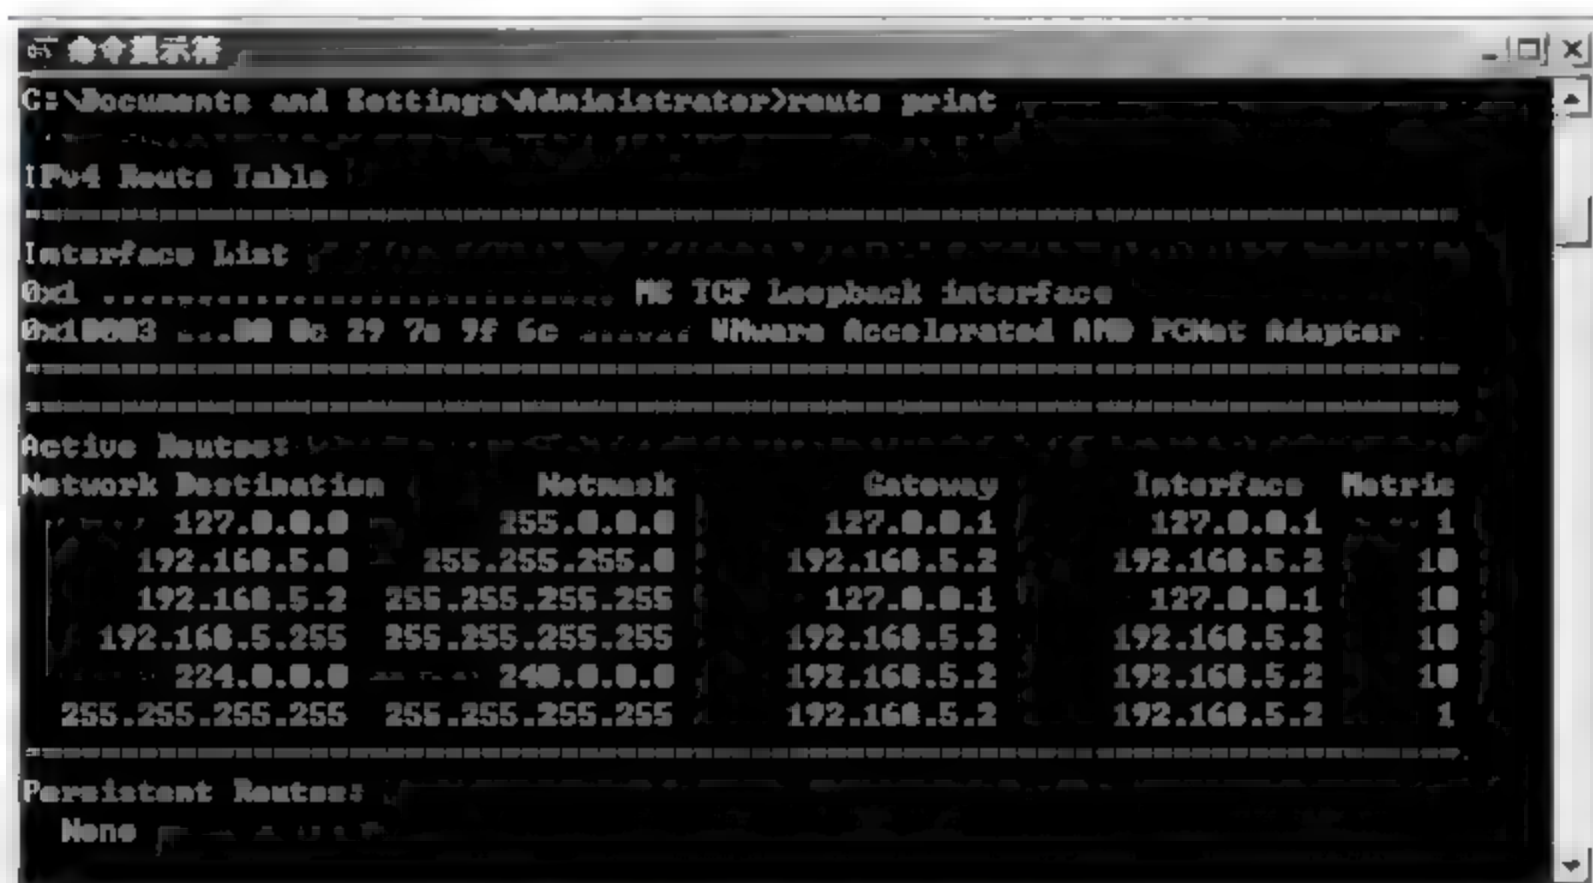 命令提示符
C:\Documents and Settings\Administrator>route print
IPv4 Route Table
===========================================================================
Interface List
0x1 ........................... MS TCP Loopback interface
0x10003 ...00 0c 29 7e 9f 6c ...... VMware Accelerated AMD PCNet Adapter
===========================================================================
===========================================================================
Active Routes:
Network Destination Netmask Gateway Interface Metric
127.0.0.0 255.0.0.0 127.0.0.1 127.0.0.1 1
192.168.5.0 255.255.255.0 192.168.5.2 192.168.5.2 10
192.168.5.2 255.255.255.255 127.0.0.1 127.0.0.1 10
192.168.5.255 255.255.255.255 192.168.5.2 192.168.5.2 10
224.0.0.0 240.0.0.0 192.168.5.2 192.168.5.2 10
255.255.255.255 255.255.255.255 192.168.5.2 192.168.5.2 1
===========================================================================
Persistent Routes:
None